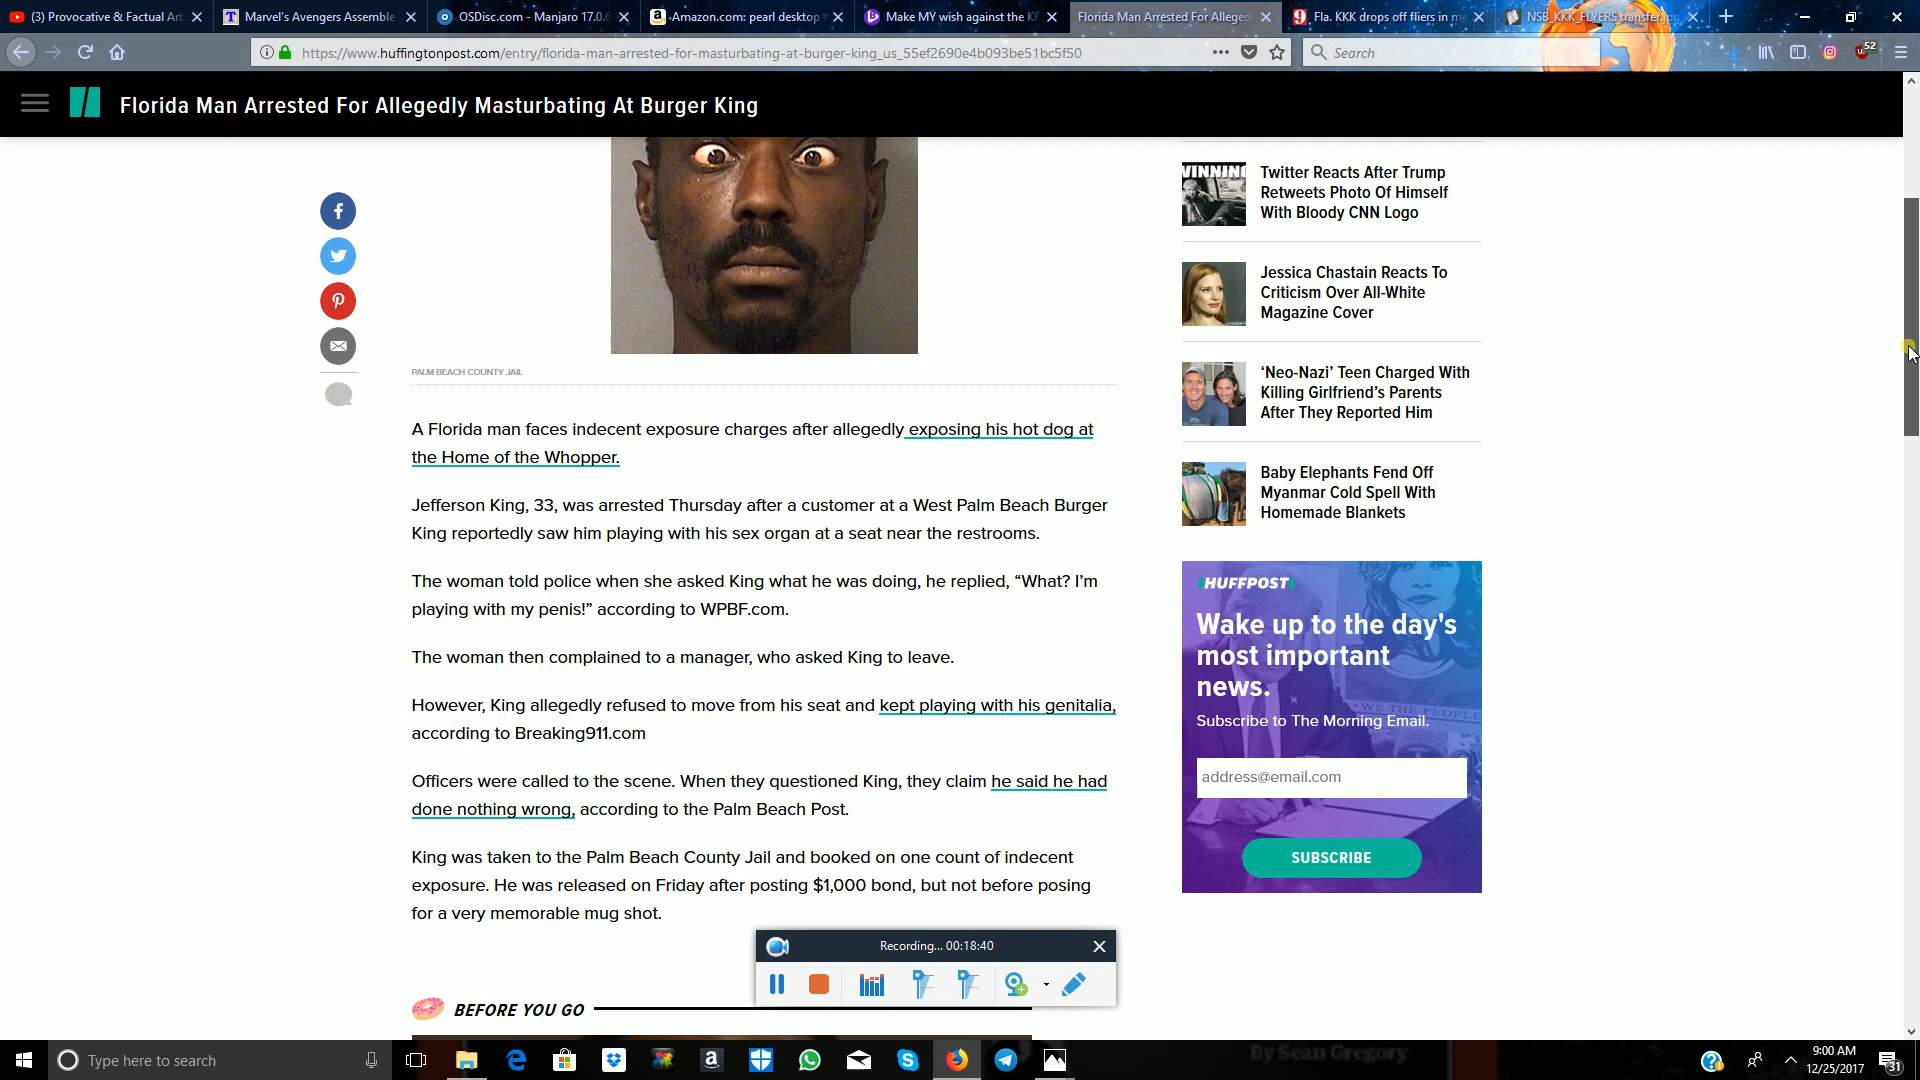 (3) Provocative & Factual Art
Marvel's Avengers Assemble
OSDisc.com - Manjaro 17.0.6
Amazon.com: pearl desktop
Make MY wish against the K
Florida Man Arrested For Alleged
Fla. KKK drops off fliers in m
NSB_KKK_FLYERS.transfer.jp
https://www.huffingtonpost.com/entry/florida-man-arrested-for-masturbating-at-burger-king_us_55ef2690e4b093be51bc5f50
Search
52
Florida Man Arrested For Allegedly Masturbating At Burger King
PALM BEACH COUNTY JAIL
A Florida man faces indecent exposure charges after allegedly exposing his hot dog at
the Home of the Whopper.
Jefferson King, 33, was arrested Thursday after a customer at a West Palm Beach Burger
King reportedly saw him playing with his sex organ at a seat near the restrooms.
The woman told police when she asked King what he was doing, he replied, “What? I’m
playing with my penis!” according to WPBF.com.
The woman then complained to a manager, who asked King to leave.
However, King allegedly refused to move from his seat and kept playing with his genitalia,
according to Breaking911.com
Officers were called to the scene. When they questioned King, they claim he said he had
done nothing wrong, according to the Palm Beach Post.
King was taken to the Palm Beach County Jail and booked on one count of indecent
exposure. He was released on Friday after posting $1,000 bond, but not before posing
for a very memorable mug shot.
BEFORE YOU GO
WINNING
Twitter Reacts After Trump
Retweets Photo Of Himself
With Bloody CNN Logo
Jessica Chastain Reacts To
Criticism Over All-White
Magazine Cover
‘Neo-Nazi’ Teen Charged With
Killing Girlfriend’s Parents
After They Reported Him
Baby Elephants Fend Off
Myanmar Cold Spell With
Homemade Blankets
HUFFPOST
Wake up to the day's
most important
news.
WE THE PEOPLE
Subscribe to The Morning Email.
address@email.com
SUBSCRIBE
Recording... 00:18:40
Type here to search
By Sean Gregory
9:00 AM
12/25/2017
31